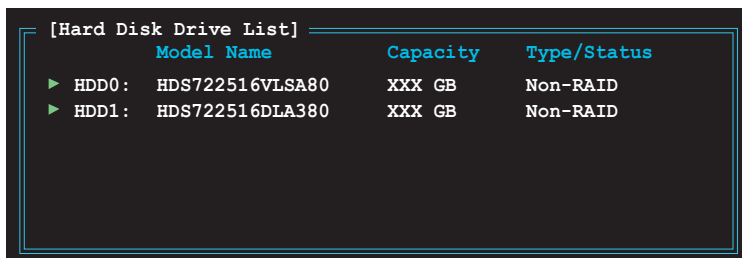 [Hard Disk Drive List]
Model Name Capacity Type/Status
HDD0: HDS722516VLSA80 XXX GB Non-RAID
HDD1: HDS722516DLA380 XXX GB Non-RAID